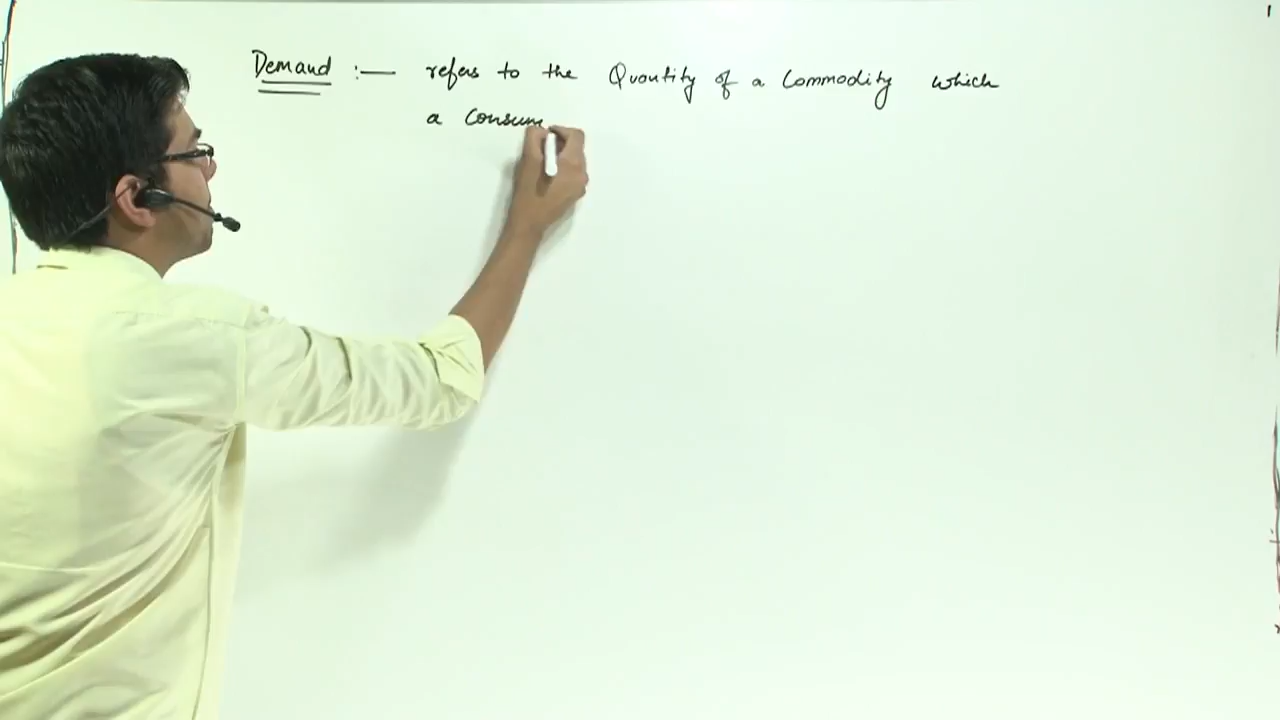 Demand :— refers to the Quantity of a Commodity which
a Consum